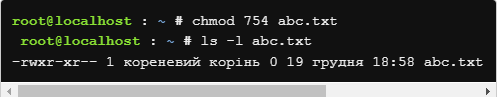 root@localhost : ~ # chmod 754 abc.txt
root@localhost : ~ # ls -l abc.txt
-rwxr-xr-- 1 кореневий корінь 0 19 грудня 18:58 abc.txt